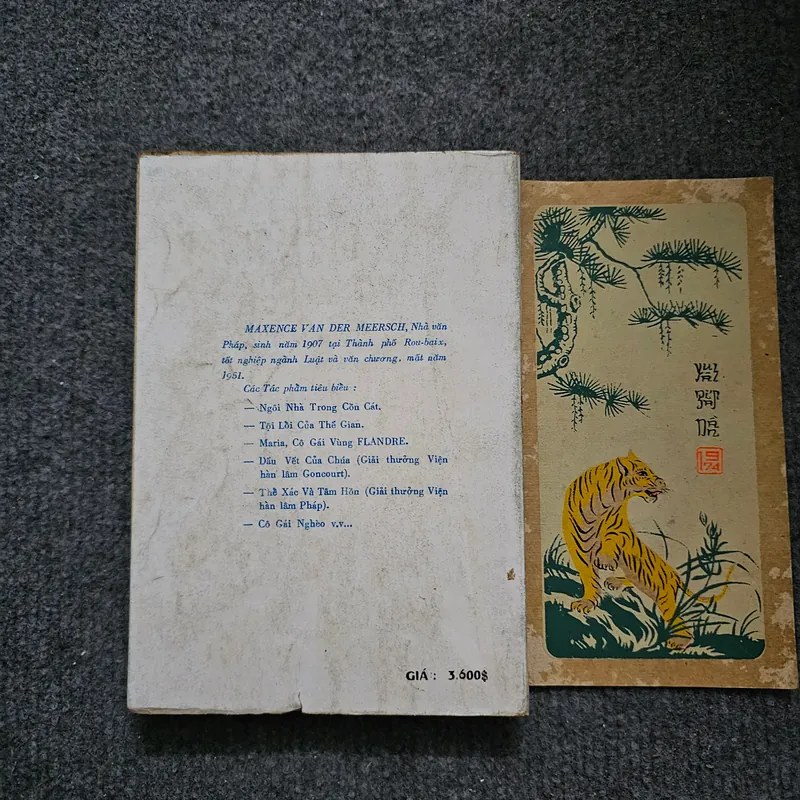 MAXENCE VAN DER MEERSCH, Nhà văn
Pháp, sinh năm 1907 tại Thành phố Rou-baix,
tốt nghiệp ngành Luật và văn chương, mất năm
1951.
Các Tác phẩm tiêu biểu :
— Ngôi Nhà Trong Cồn Cát.
— Tội Lỗi Của Thế Gian.
— Maria, Cô Gái Vùng FLANDRE.
— Dấu Vết Của Chúa (Giải thưởng Viện
hàn lâm Goncourt).
— Thể Xác Và Tâm Hồn (Giải thưởng Viện
hàn lâm Pháp).
— Cô Gái Nghèo v.v...
GIÁ : 3.600$
1974